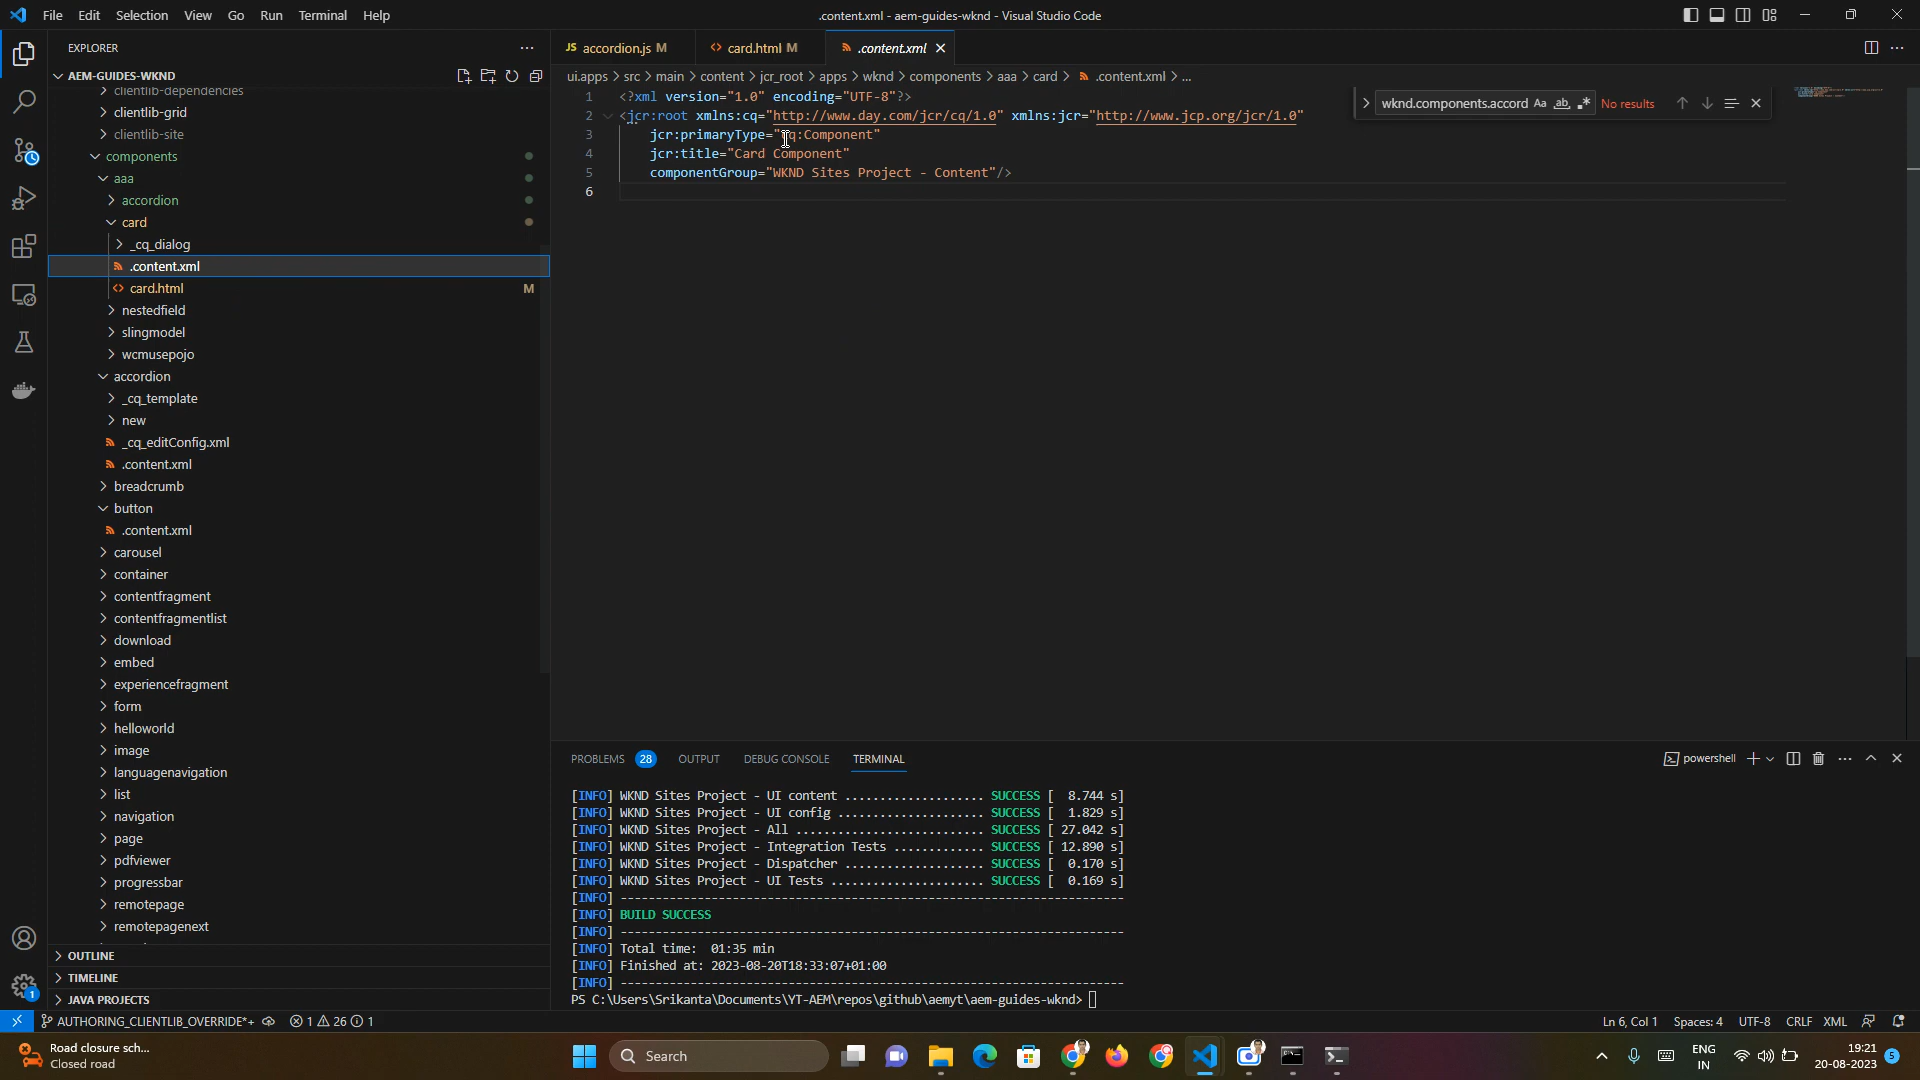 File Edit Selection View Go Run Terminal Help
.content.xml - aem-guides-wknd - Visual Studio Code
EXPLORER
AEM-GUIDES-WKND
clientlib-dependencies
clientlib-grid
clientlib-site
components
aaa
accordion
card
_cq_dialog
.content.xml
card.html M
nestedfield
slingmodel
wcmusepojo
accordion
_cq_template
new
_cq_editConfig.xml
.content.xml
breadcrumb
button
.content.xml
carousel
container
contentfragment
contentfragmentlist
download
embed
experiencefragment
form
helloworld
image
languagenavigation
list
navigation
page
pdfviewer
progressbar
remotepage
remotepagenext
OUTLINE
TIMELINE
JAVA PROJECTS
JS accordion.js M
card.html M
.content.xml
ui.apps > src > main > content > jcr_root > apps > wknd > components > aaa > card > .content.xml > ...
1 <?xml version="1.0" encoding="UTF-8"?>
2 <jcr:root xmlns:cq="http://www.day.com/jcr/cq/1.0" xmlns:jcr="http://www.jcp.org/jcr/1.0"
3 jcr:primaryType="cq:Component"
4 jcr:title="Card Component"
5 componentGroup="WKND Sites Project - Content"/>
6
wknd.components.accord Aa ab .* No results
PROBLEMS 28 OUTPUT DEBUG CONSOLE TERMINAL
powershell
[INFO] WKND Sites Project - UI content .................... SUCCESS [  8.744 s]
[INFO] WKND Sites Project - UI config ..................... SUCCESS [  1.829 s]
[INFO] WKND Sites Project - All ........................... SUCCESS [ 27.042 s]
[INFO] WKND Sites Project - Integration Tests ............. SUCCESS [ 12.890 s]
[INFO] WKND Sites Project - Dispatcher .................... SUCCESS [  0.170 s]
[INFO] WKND Sites Project - UI Tests ...................... SUCCESS [  0.169 s]
[INFO] ------------------------------------------------------------------------
[INFO] BUILD SUCCESS
[INFO] ------------------------------------------------------------------------
[INFO] Total time:  01:35 min
[INFO] Finished at: 2023-08-20T18:33:07+01:00
[INFO] ------------------------------------------------------------------------
PS C:\Users\Srikanta\Documents\YT-AEM\repos\github\aemyt\aem-guides-wknd>
1
AUTHORING_CLIENTLIB_OVERRIDE*+ 1 26 1
Ln 6, Col 1 Spaces: 4 UTF-8 CRLF XML
Road closure sch...
Closed road
Search
ENG
IN
19:21
20-08-2023
5